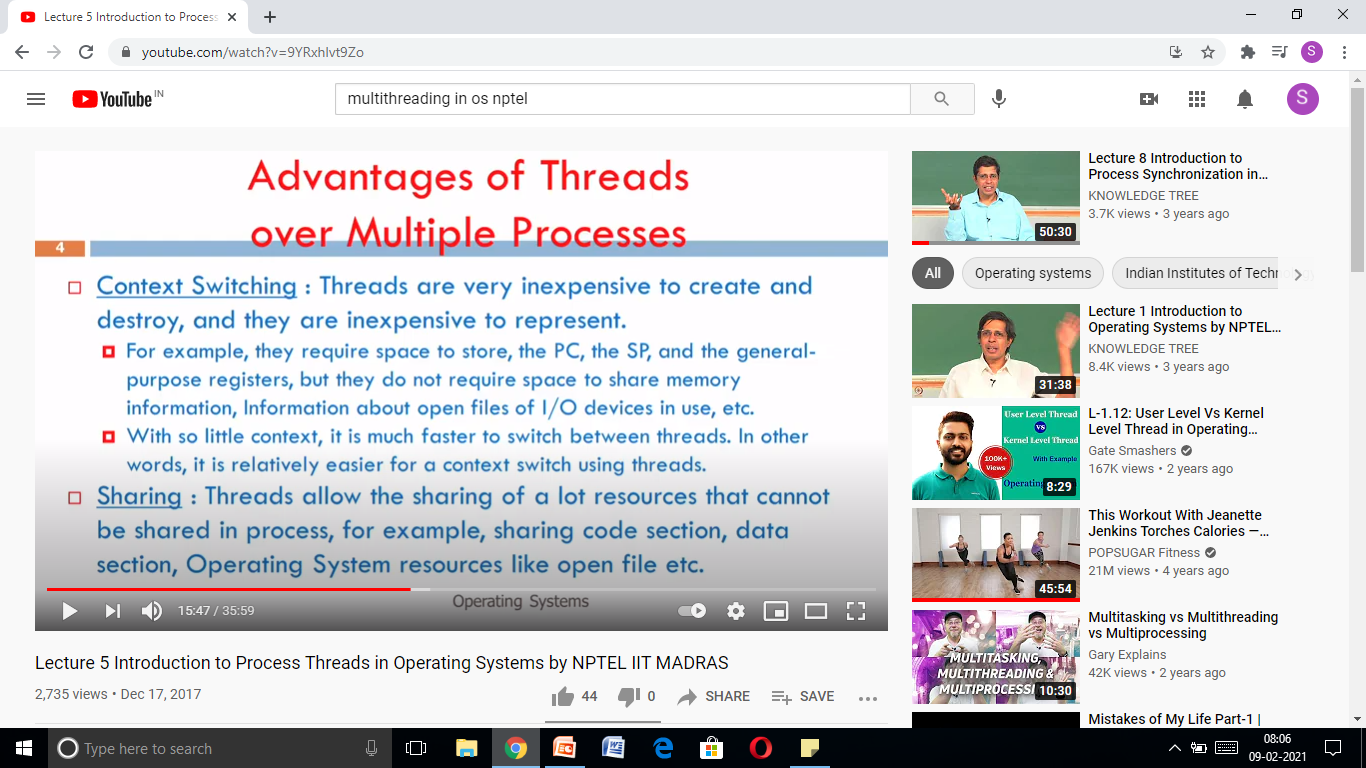 Lecture 5 Introduction to Process
youtube.com/watch?v=9YRxhlvt9Zo
S
YouTube IN
multithreading in os nptel
S
Advantages of Threads
over Multiple Processes
4
Context Switching : Threads are very inexpensive to create and
destroy, and they are inexpensive to represent.
For example, they require space to store, the PC, the SP, and the general-
purpose registers, but they do not require space to share memory
information, Information about open files of I/O devices in use, etc.
With so little context, it is much faster to switch between threads. In other
words, it is relatively easier for a context switch using threads.
Sharing : Threads allow the sharing of a lot resources that cannot
be shared in process, for example, sharing code section, data
section, Operating System resources like open file etc.
Operating Systems
15:47 / 35:59
Lecture 5 Introduction to Process Threads in Operating Systems by NPTEL IIT MADRAS
2,735 views • Dec 17, 2017
44
0
SHARE
SAVE
50:30
Lecture 8 Introduction to
Process Synchronization in...
KNOWLEDGE TREE
3.7K views • 3 years ago
All
Operating systems
Indian Institutes of Techn
31:38
Lecture 1 Introduction to
Operating Systems by NPTEL...
KNOWLEDGE TREE
8.4K views • 3 years ago
User Level Thread
VS
Kernel Level Thread
With Example
100K+
Views
Operating
8:29
L-1.12: User Level Vs Kernel
Level Thread in Operating...
Gate Smashers
167K views • 2 years ago
45:54
This Workout With Jeanette
Jenkins Torches Calories —...
POPSUGAR Fitness
21M views • 4 years ago
MULTITASKING,
MULTITHREADING &
MULTIPROCESSI
10:30
Multitasking vs Multithreading
vs Multiprocessing
Gary Explains
42K views • 2 years ago
Mistakes of My Life Part-1 |
Type here to search
08:06
09-02-2021